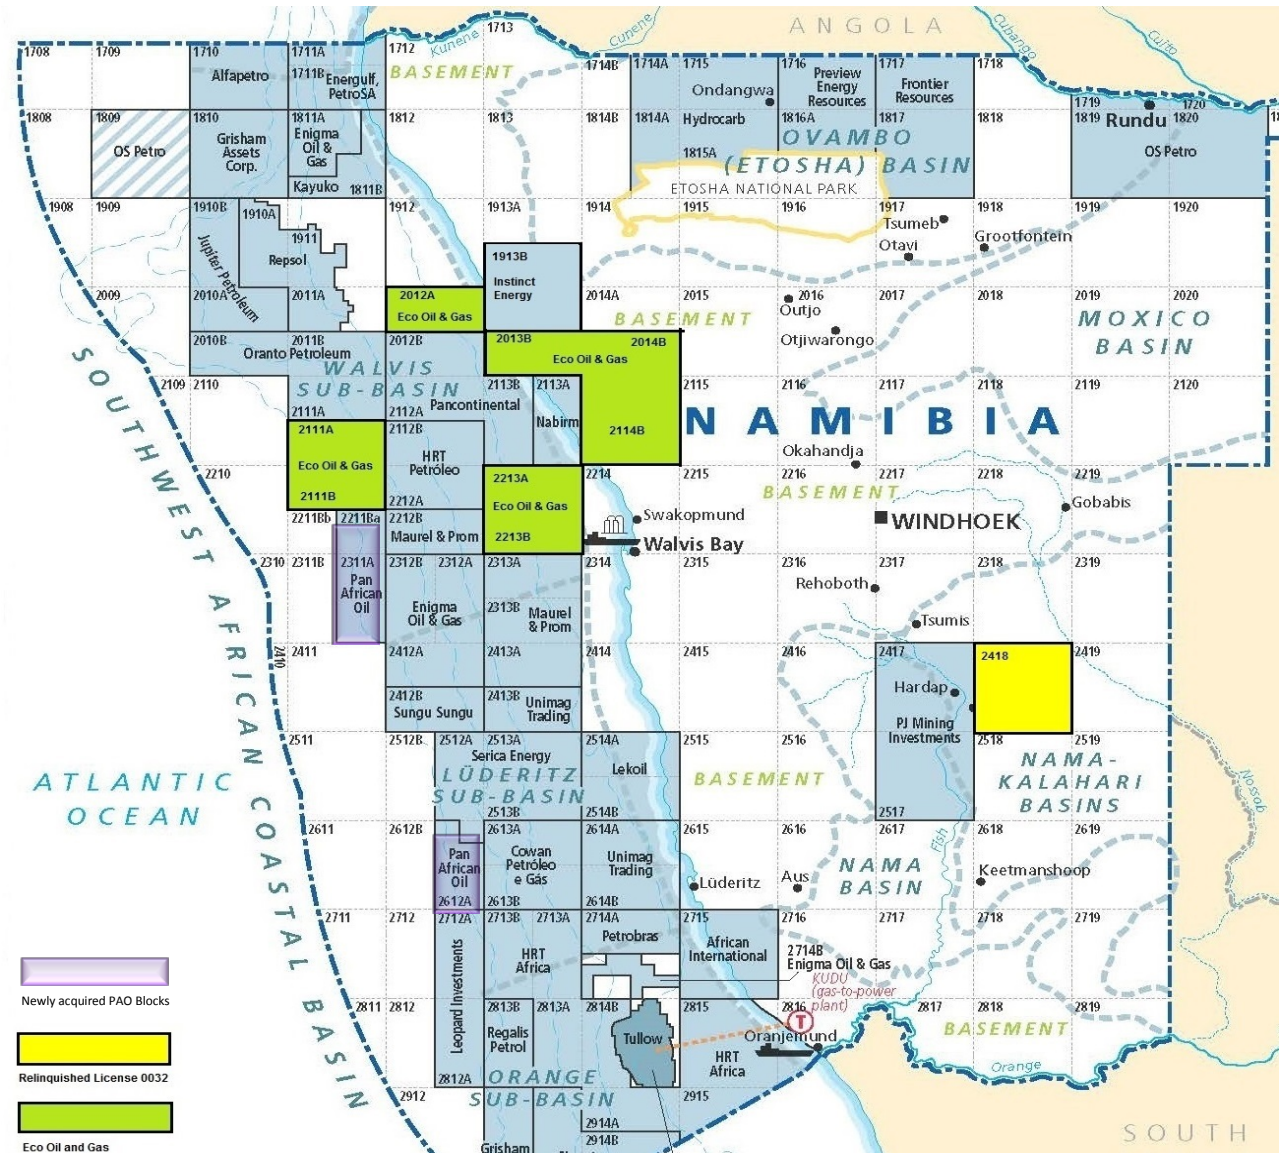 ANGOLA
1713
Kunene
Cunene
Cubango
Cuito
1708
1709
1710
1711A
1712
BASEMENT
1714B
1714A
1715
1716
1717
1718
Alfapetro
1711B
Energulf,
PetroSA
Ondangwa
Preview
Energy
Resources
Frontier
Resources
1719
1720
Rundu
1808
1809
1810
1811A
1812
1813
1814B
1814A
Hydrocarb
1816A
1817
1818
1819
1820
OS Petro
Grisham
Assets
Corp.
Enigma
Oil &
Gas
OVAMBO
(ETOSHA) BASIN
OS Petro
1815A
Kayuko
1811B
ETOSHA NATIONAL PARK
1908
1909
1910B
1910A
1912
1913A
1914
1915
1916
1917
1918
1919
1920
Tsumeb
Grootfontein
Otavi
1911
Jupiter Petroleum
Repsol
1913B
Instinct
Energy
2009
2010A
2011A
2012A
Eco Oil & Gas
2014A
2015
2016
2017
2018
2019
2020
Outjo
BASEMENT
Otjiwarongo
MOXICO
BASIN
2010B
2011B
2012B
2013B
2014B
Oranto Petroleum
Eco Oil & Gas
WALVIS
SUB-BASIN
2109
2110
2113B
2113A
2115
2116
2117
2118
2119
2120
2111A
2112A
Pancontinental
Nabirm
2114B
NAMIBIA
2111A
2112B
Eco Oil & Gas
2111B
HRT
Petróleo
2212A
Okahandja
2210
2213A
Eco Oil & Gas
2213B
2214
2215
2216
2217
2218
2219
BASEMENT
Gobabis
2211Bb
2211Ba
2212B
Maurel & Prom
Swakopmund
WINDHOEK
Walvis Bay
2310
2311B
2311A
Pan
African
Oil
2312B
2312A
2313A
2314
2315
2316
2317
2318
2319
Rehoboth
Enigma
Oil & Gas
2313B
Maurel
& Prom
Tsumis
2410
2411
2412A
2413A
2414
2415
2416
2417
2418
2419
Hardap
2412B
2413B
Sungu Sungu
Unimag
Trading
PJ Mining
Investments
2511
2512B
2512A
2513A
2514A
2515
2516
2518
2519
Serica Energy
Lekoil
LÜDERITZ
SUB-BASIN
BASEMENT
NAMA-
KALAHARI
BASINS
Nossob
2513B
2514B
2517
ATLANTIC
OCEAN
SOUTHWEST AFRICAN COASTAL BASIN
2611
2612B
2613A
2614A
2615
2616
2617
2618
2619
Fish
Pan
African
Oil
2612A
Cowan
Petróleo
e Gás
2613B
Unimag
Trading
2614B
Lüderitz
Aus
NAMA
BASIN
Keetmanshoop
2711
2712
2712A
2713B
2713A
2714A
2715
2716
2717
2718
2719
Petrobras
African
International
HRT
Africa
2714B
Enigma Oil & Gas
KUDU
(gas-to-power
plant)
Leopard Investments
2811
2812
2813B
2813A
2814B
2815
2816
2817
2818
BASEMENT
T
Regalis
Petrol
Tullow
Oranjemund
HRT
Africa
Orange
2812A
ORANGE
SUB-BASIN
2912
2915
2914A
2914B
Grisham
SOUTH
Newly acquired PAO Blocks
Relinquished License 0032
Eco Oil and Gas